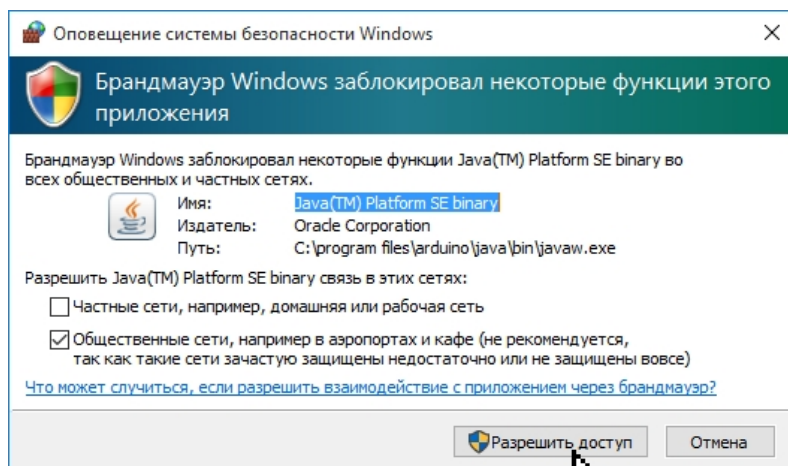 Оповещение системы безопасности Windows
Брандмауэр Windows заблокировал некоторые функции этого
приложения
Брандмауэр Windows заблокировал некоторые функции Java(TM) Platform SE binary во
всех общественных и частных сетях.
Имя: Java(TM) Platform SE binary
Издатель: Oracle Corporation
Путь: C:\program files\arduino\java\bin\javaw.exe
Разрешить Java(TM) Platform SE binary связь в этих сетях:
Частные сети, например, домашняя или рабочая сеть
Общественные сети, например в аэропортах и кафе (не рекомендуется,
так как такие сети зачастую защищены недостаточно или не защищены вовсе)
Что может случиться, если разрешить взаимодействие с приложением через брандмауэр?
Разрешить доступ Отмена